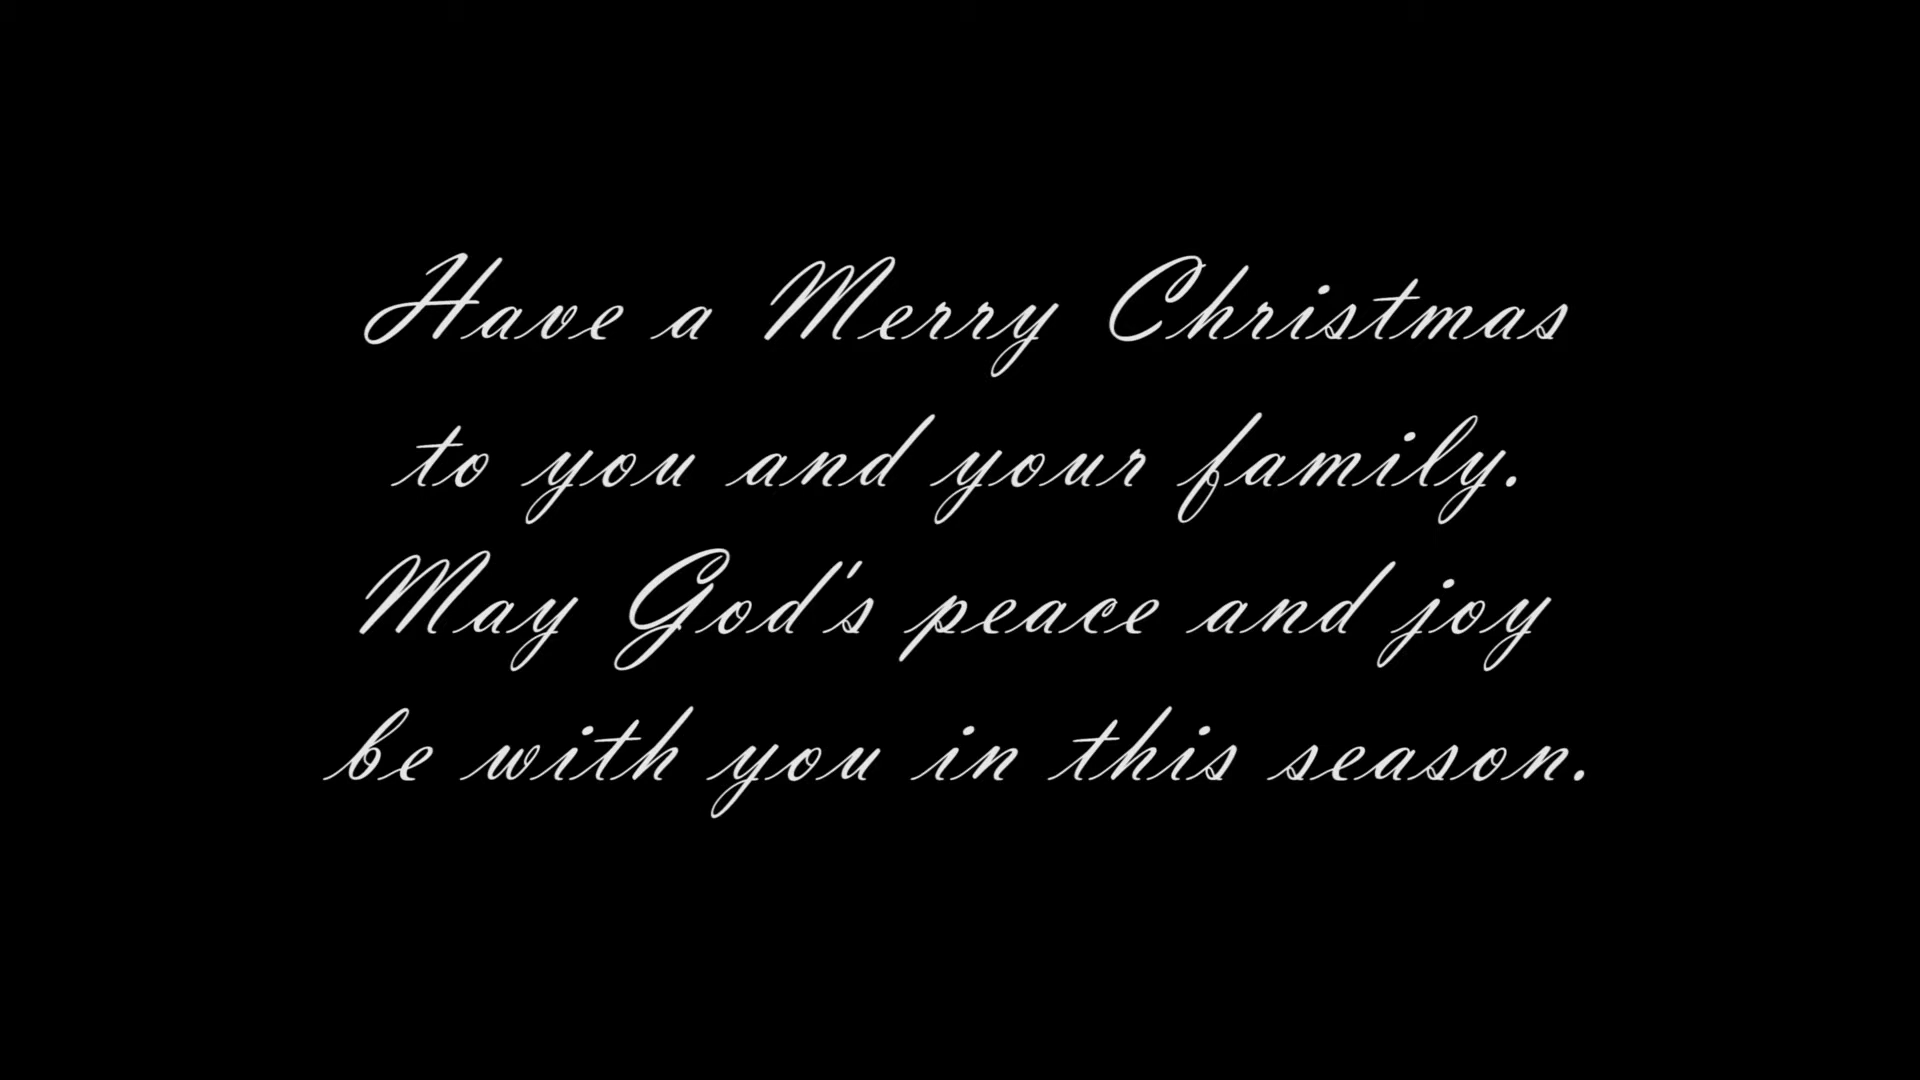 Have a Merry Christmas
to you and your family.
May God's peace and joy
be with you in this season.